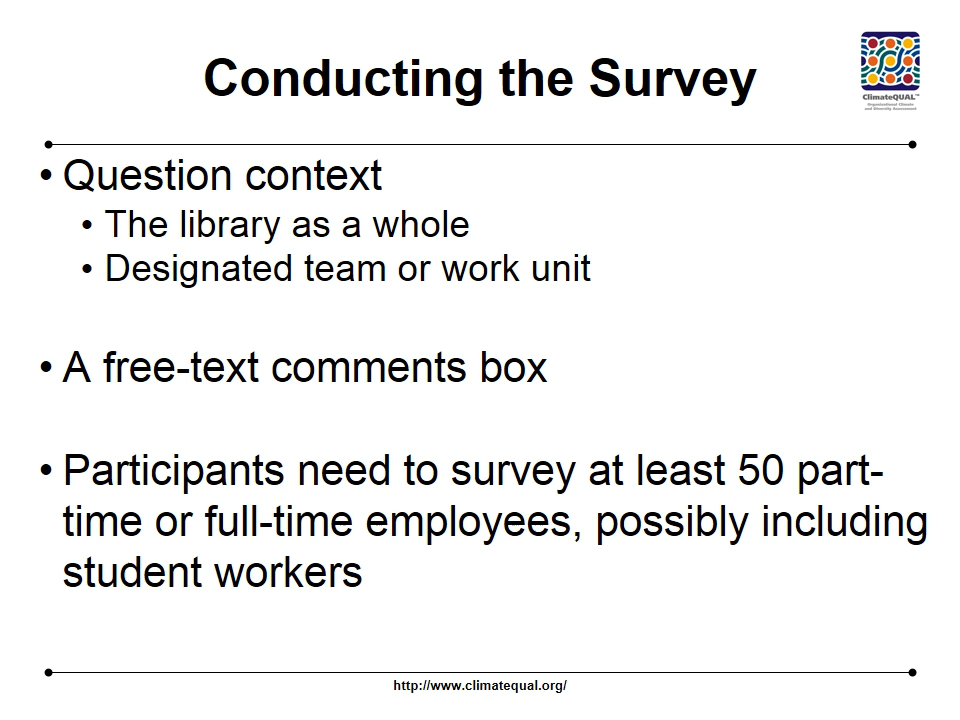 Conducting the Survey
ClimateQUAL™
Organizational Climate
and Diversity Assessment
• Question context
• The library as a whole
• Designated team or work unit
• A free-text comments box
• Participants need to survey at least 50 part-
time or full-time employees, possibly including
student workers
http://www.climatequal.org/